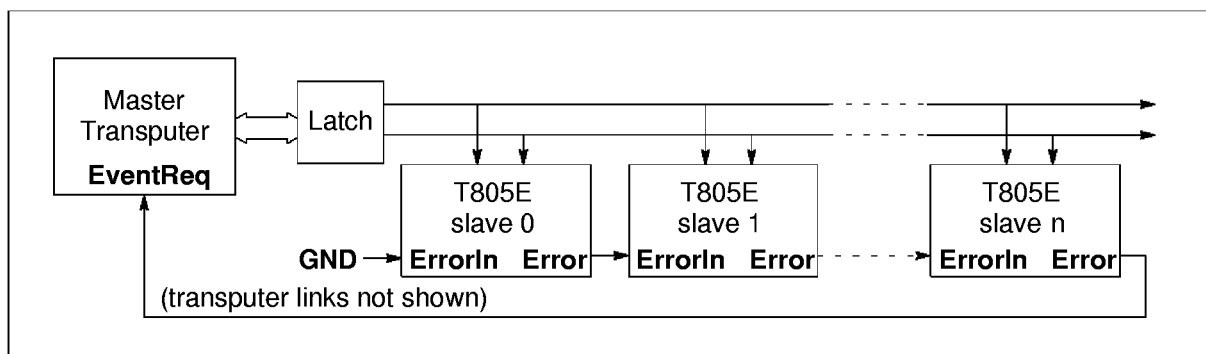 Master
Transputer
EventReq
Latch
T805E
slave 0
GND
ErrorIn Error
T805E
slave 1
ErrorIn Error
T805E
slave n
ErrorIn Error
(transputer links not shown)